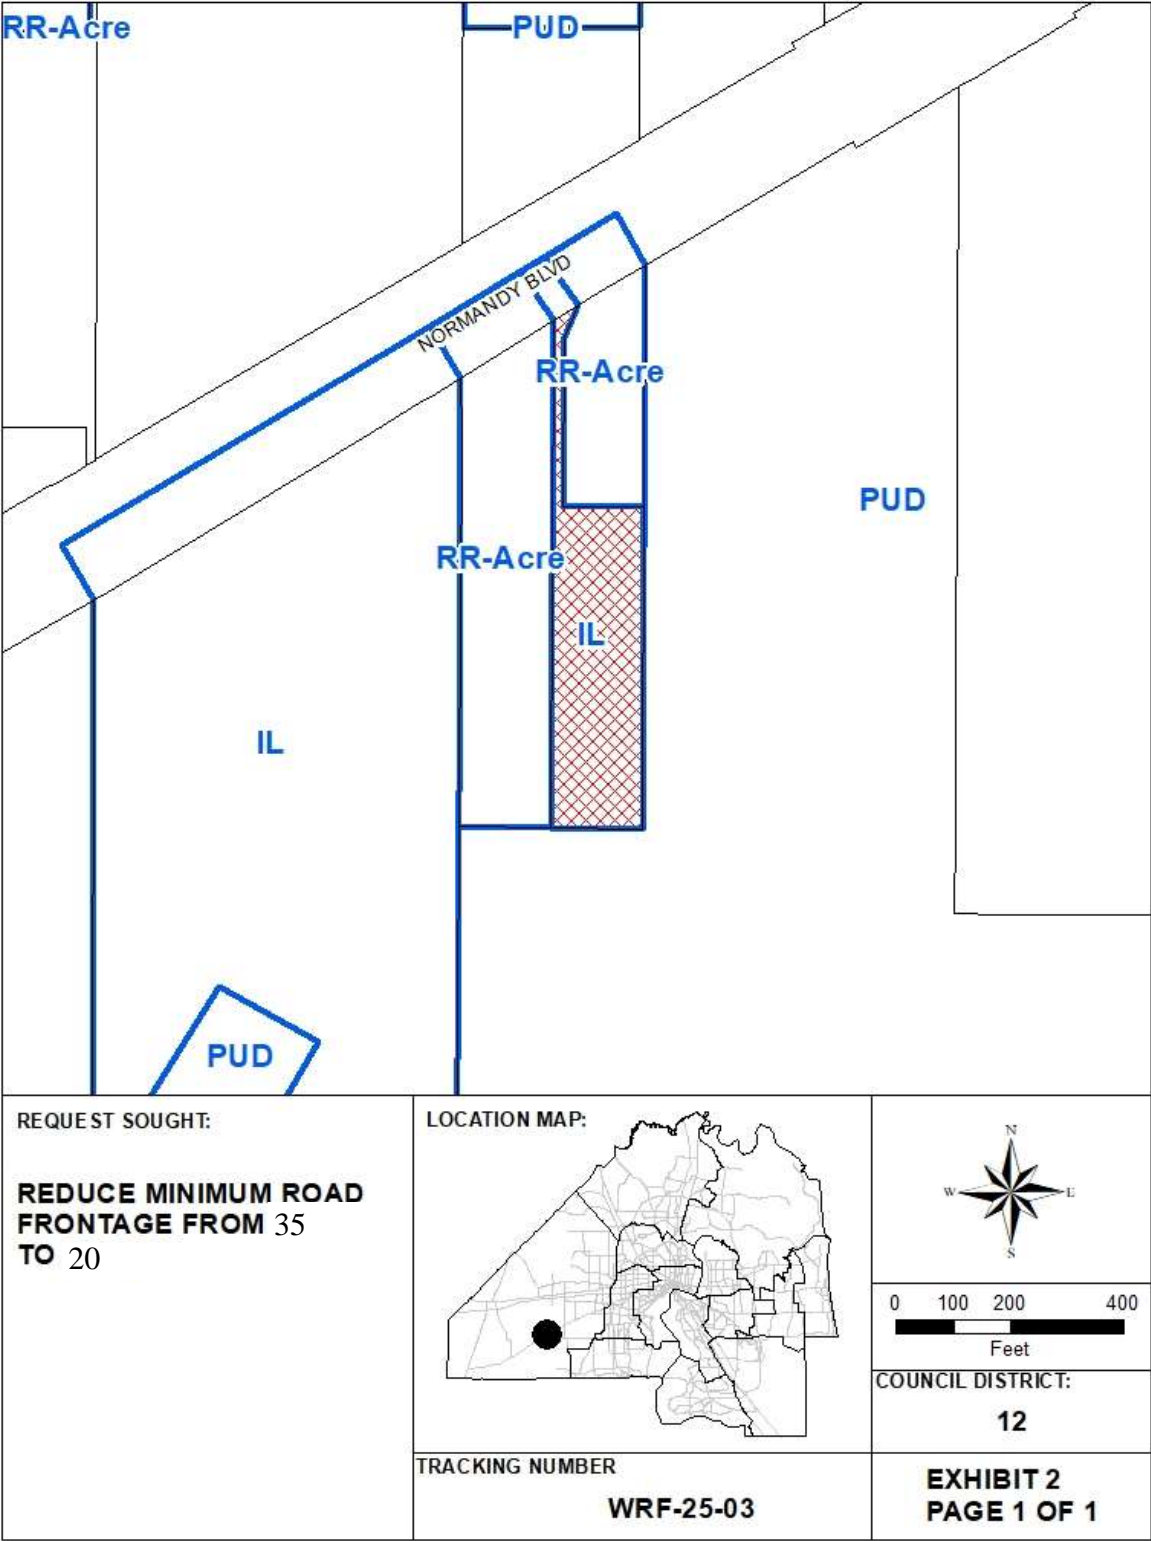 RR-Acre
PUD
NORMANDY BLVD
RR-Acre
PUD
RR-Acre
IL
IL
PUD
REQUEST SOUGHT:
REDUCE MINIMUM ROAD
FRONTAGE FROM 35
TO 20
LOCATION MAP:
N
W E
S
0 100 200 400
Feet
COUNCIL DISTRICT:
12
TRACKING NUMBER
WRF-25-03
EXHIBIT 2
PAGE 1 OF 1